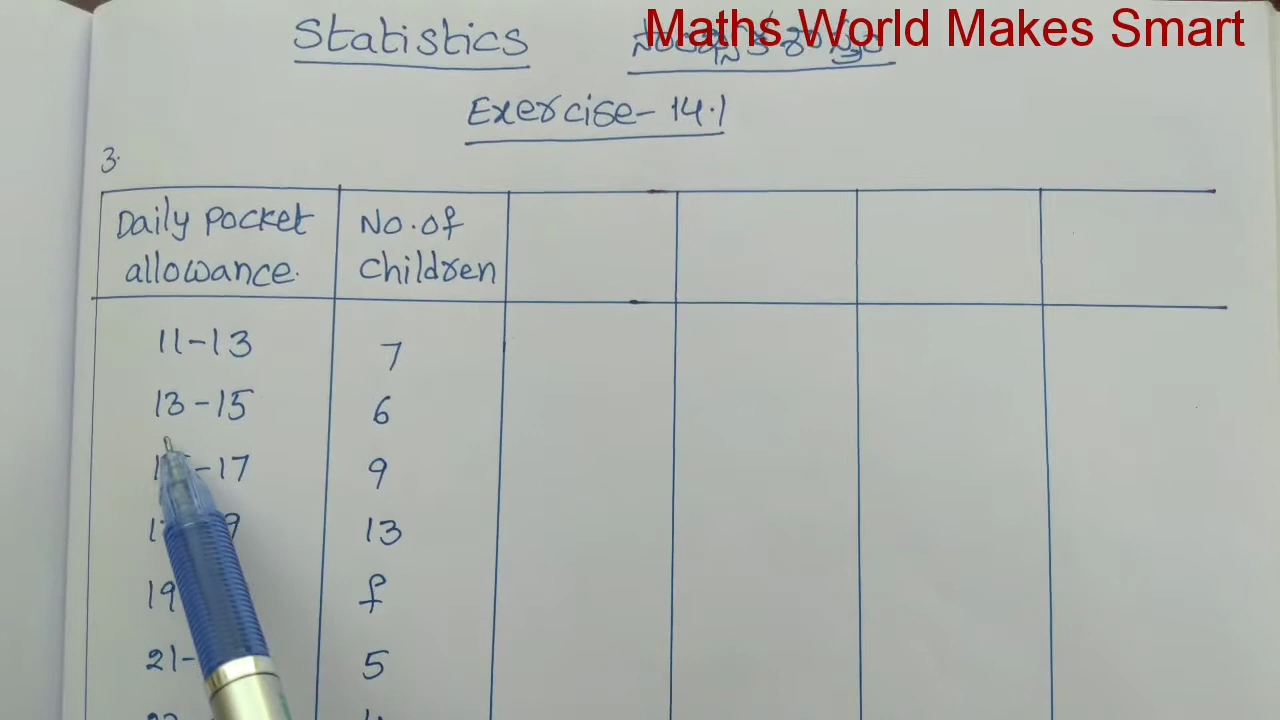 Maths World Makes Smart
Statistics
Exercise-14.1
3.
Daily pocket allowance.
No. of children
11-13 7
13-15 6
-17 9
13
19 f
21- 5